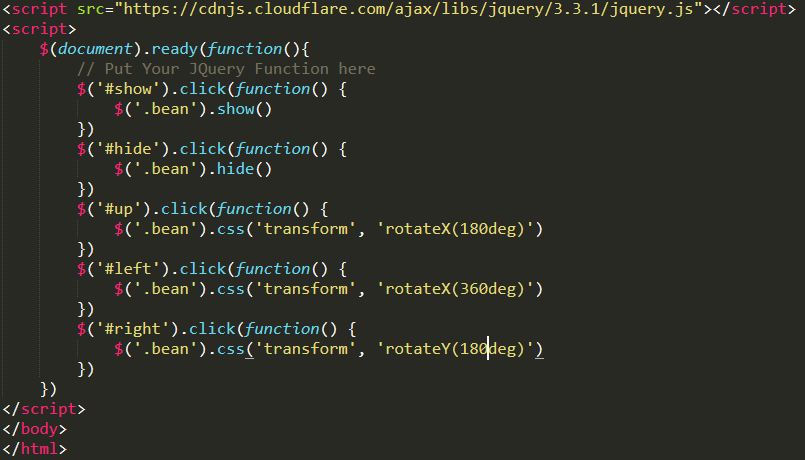 <script src="https://cdnjs.cloudflare.com/ajax/libs/jquery/3.3.1/jquery.js"></script>
<script>
    $(document).ready(function(){
        // Put Your JQuery Function here
        $('#show').click(function() {
            $('.bean').show()
        })
        $('#hide').click(function() {
            $('.bean').hide()
        })
        $('#up').click(function() {
            $('.bean').css('transform', 'rotateX(180deg)')
        })
        $('#left').click(function() {
            $('.bean').css('transform', 'rotateX(360deg)')
        })
        $('#right').click(function() {
            $('.bean').css('transform', 'rotateY(180deg)')
        })
    })
</script>
</body>
</html>